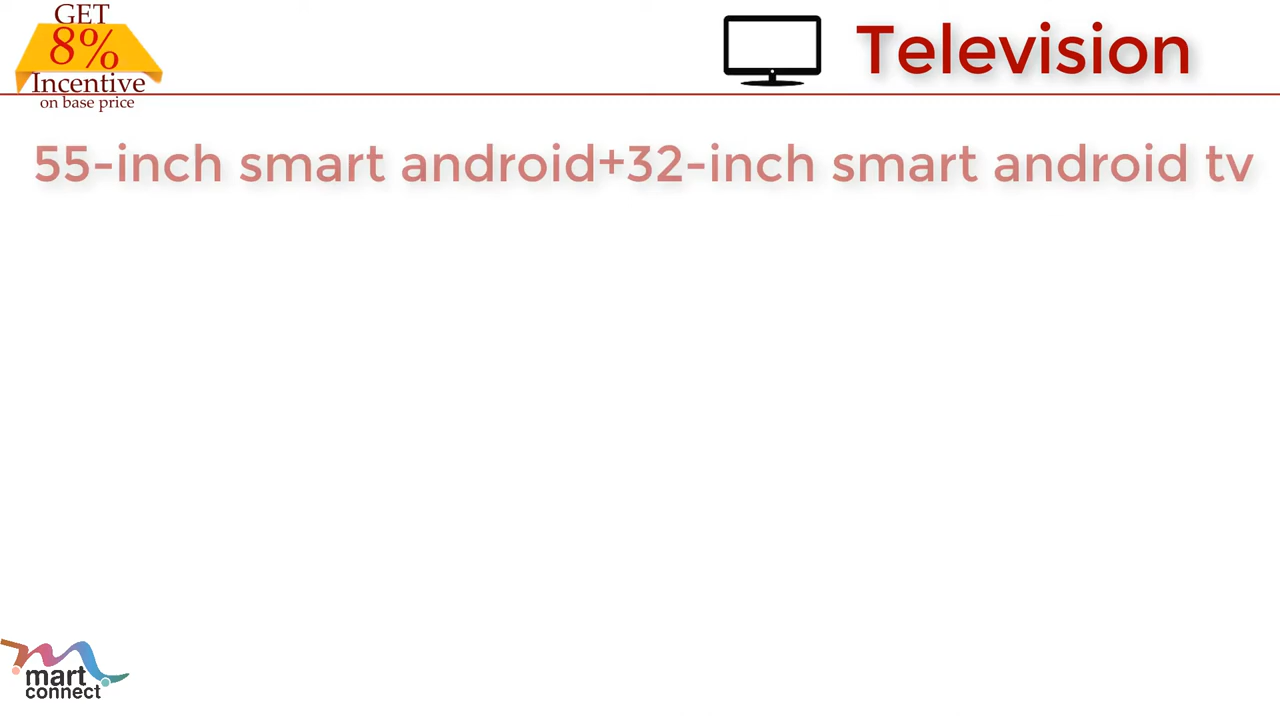 GET
8%
Incentive
on base price
Television
55-inch smart android+32-inch smart android tv
mart
connect